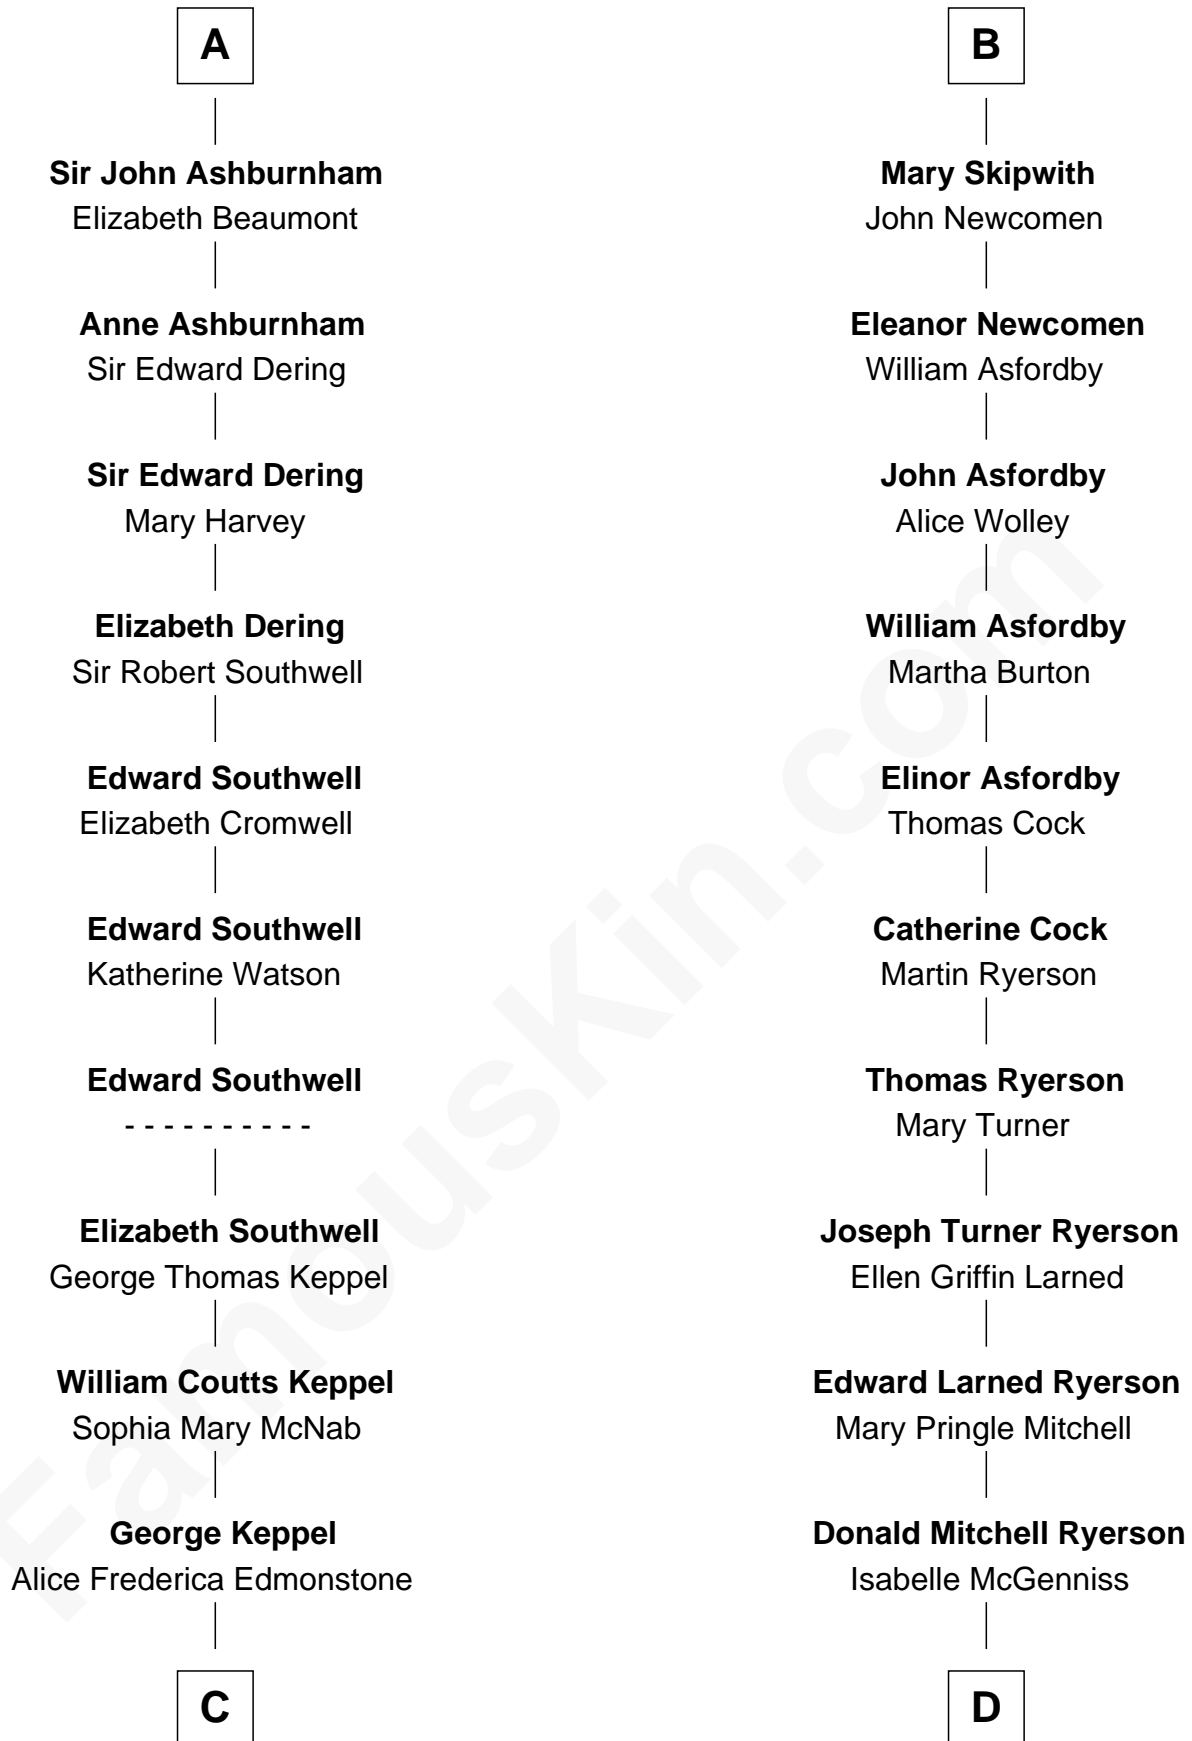 A
Sir John Ashburnham
Elizabeth Beaumont
Anne Ashburnham
Sir Edward Dering
Sir Edward Dering
Mary Harvey
Elizabeth Dering
Sir Robert Southwell
Edward Southwell
Elizabeth Cromwell
Edward Southwell
Katherine Watson
Edward Southwell
- - - - - - - - - -
Elizabeth Southwell
George Thomas Keppel
William Coutts Keppel
Sophia Mary McNab
George Keppel
Alice Frederica Edmonstone
C
B
Mary Skipwith
John Newcomen
Eleanor Newcomen
William Asfordby
John Asfordby
Alice Wolley
William Asfordby
Martha Burton
Elinor Asfordby
Thomas Cock
Catherine Cock
Martin Ryerson
Thomas Ryerson
Mary Turner
Joseph Turner Ryerson
Ellen Griffin Larned
Edward Larned Ryerson
Mary Pringle Mitchell
Donald Mitchell Ryerson
Isabelle McGenniss
D
FamousKin.com